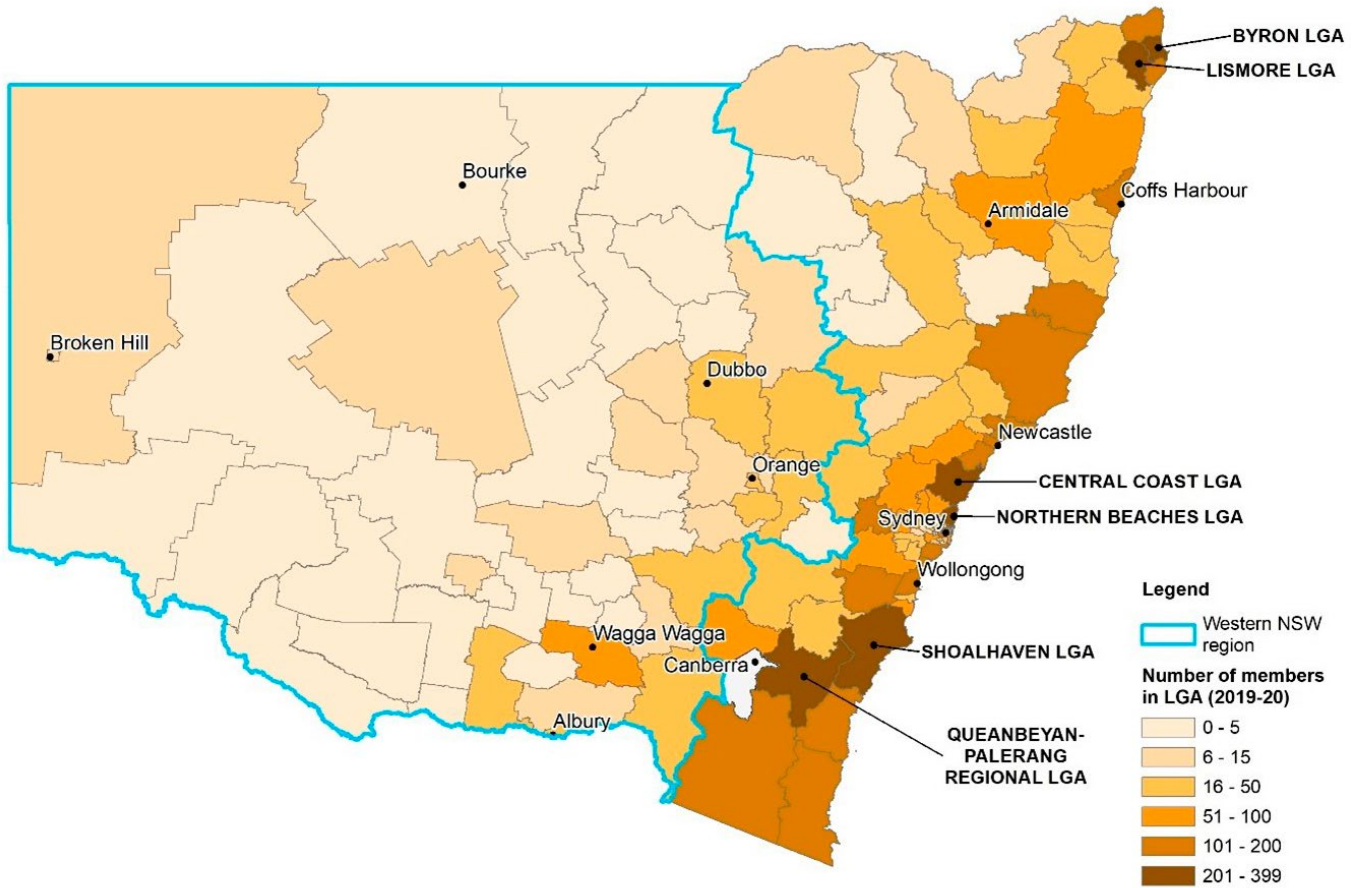 BYRON LGA
LISMORE LGA
Bourke
Coffs Harbour
Armidale
Broken Hill
Dubbo
Newcastle
Orange
CENTRAL COAST LGA
Sydney
NORTHERN BEACHES LGA
Wollongong
Wagga Wagga
Canberra
SHOALHAVEN LGA
Albury
QUEANBEYAN-
PALERANG
REGIONAL LGA
Legend
Western NSW
region
Number of members
in LGA (2019-20)
0 - 5
6 - 15
16 - 50
51 - 100
101 - 200
201 - 399